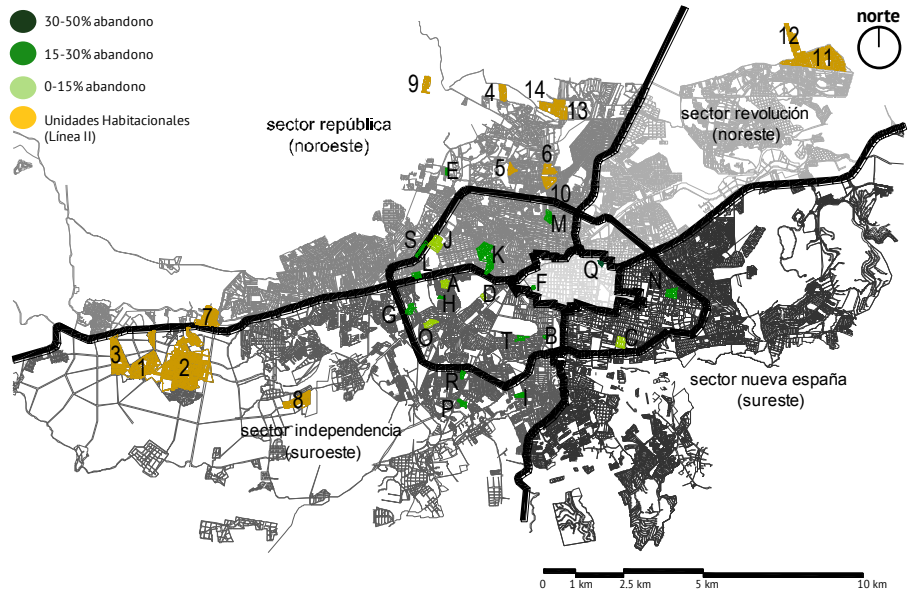 30-50% abandono
15-30% abandono
0-15% abandono
Unidades Habitacionales
(Línea II)
norte
12
11
9
4
14
13
sector república
(noroeste)
sector revolución
(noreste)
E
5
6
10
M
S
J
K
L
A
H
D
F
Q
N
G
O
T
B
C
7
3
1
2
8
R
P
sector nueva españa
(sureste)
sector independencia
(suroeste)
0
1 km
2.5 km
5 km
10 km